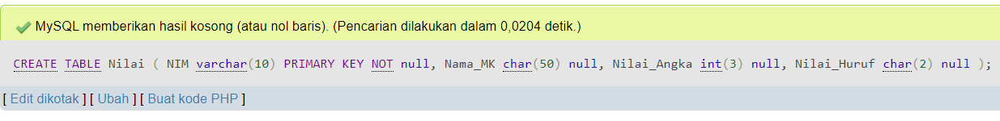 MySQL memberikan hasil kosong (atau nol baris). (Pencarian dilakukan dalam 0,0204 detik.)
CREATE TABLE Nilai ( NIM varchar(10) PRIMARY KEY NOT null, Nama_MK char(50) null, Nilai_Angka int(3) null, Nilai_Huruf char(2) null );
[ Edit dikotak ] [ Ubah ] [ Buat kode PHP ]